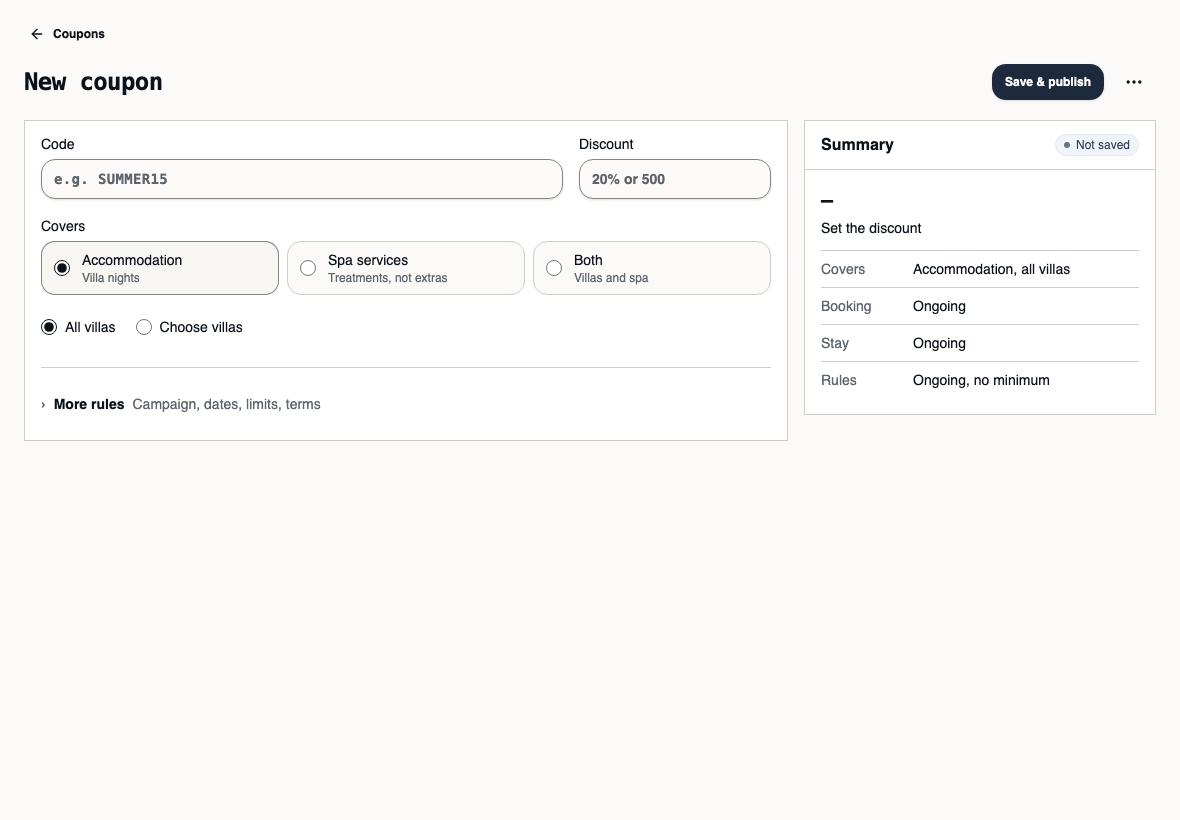 Coupons
New coupon
Save & publish
Code
Discount
e.g. SUMMER15
20% or 500
Covers
Accommodation
Villa nights
Spa services
Treatments, not extras
Both
Villas and spa
All villas
Choose villas
More rules Campaign, dates, limits, terms
Summary
Not saved
–
Set the discount
Covers Accommodation, all villas
Booking Ongoing
Stay Ongoing
Rules Ongoing, no minimum